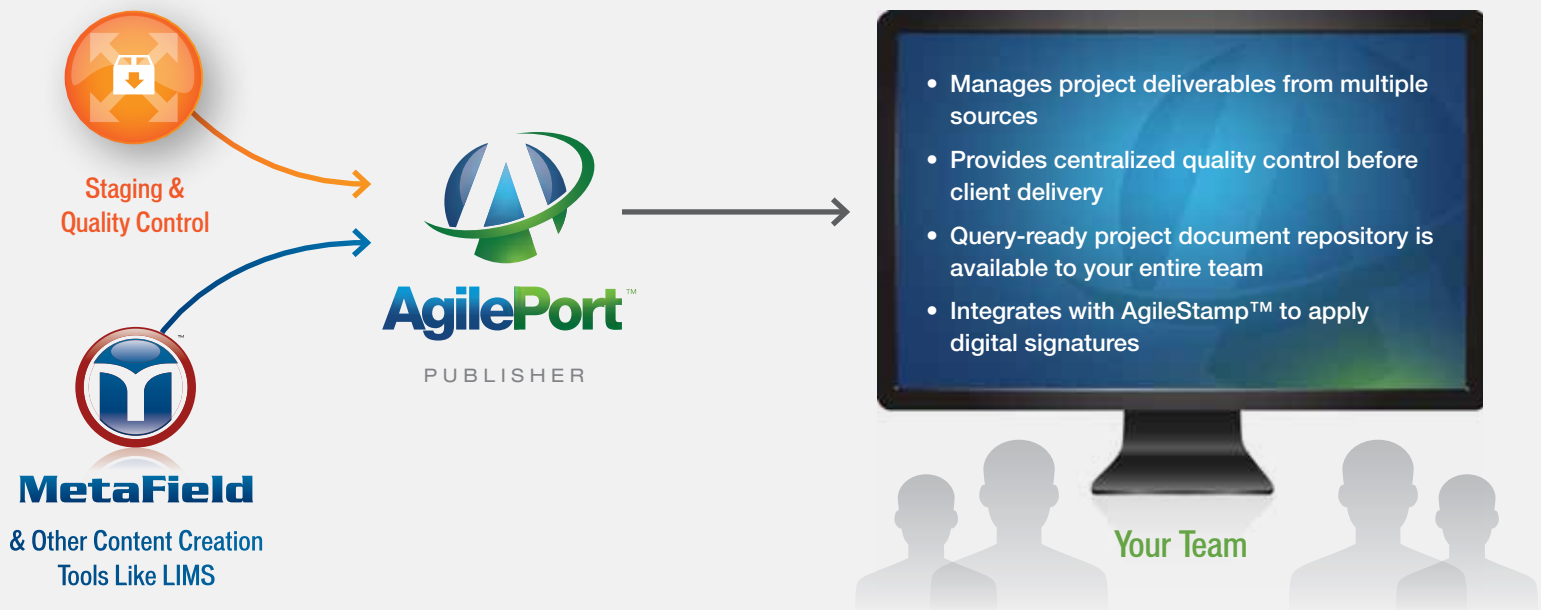 Staging &
Quality Control
MetaField™
& Other Content Creation
Tools Like LIMS
AgilePort™
PUBLISHER
• Manages project deliverables from multiple
sources
• Provides centralized quality control before
client delivery
• Query-ready project document repository is
available to your entire team
• Integrates with AgileStamp™ to apply
digital signatures
Your Team